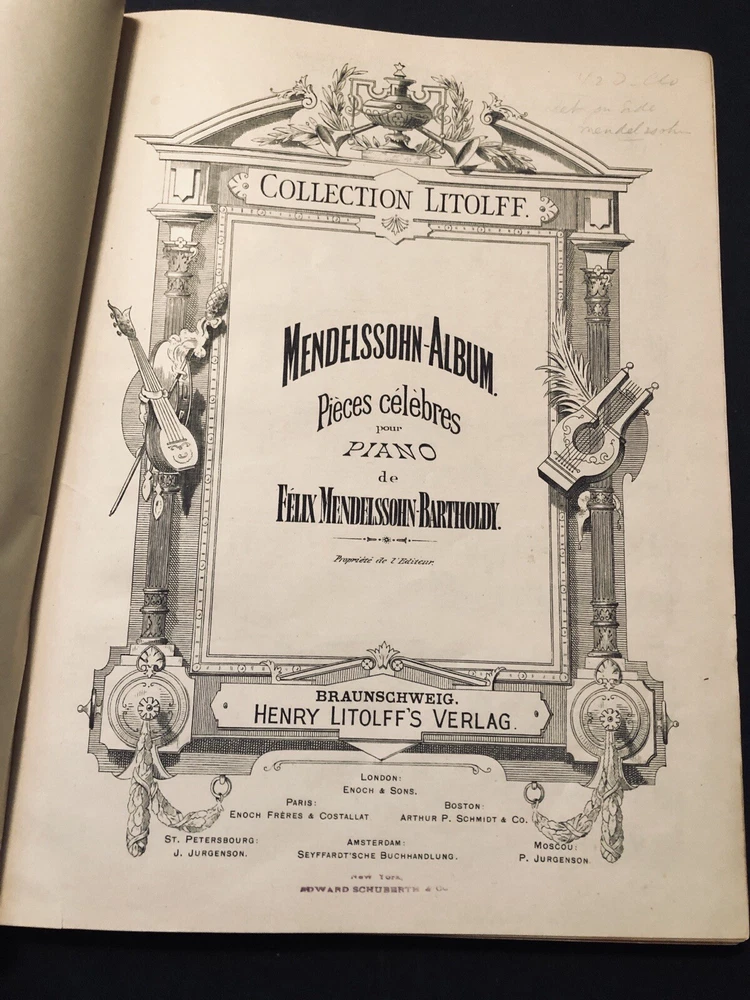 mendelssohn
COLLECTION LITOLFF.
MENDELSSOHN-ALBUM.
Pièces célèbres
pour
PIANO
de
FÉLIX MENDELSSOHN-BARTHOLDY.
Propriété de l'Editeur.
BRAUNSCHWEIG.
HENRY LITOLFF'S VERLAG.
LONDON:
ENOCH & SONS.
PARIS:
ENOCH FRÈRES & COSTALLAT
BOSTON:
ARTHUR P. SCHMIDT & Co.
ST. PETERSBOURG:
J. JURGENSON.
AMSTERDAM:
SEYFFARDT'SCHE BUCHHANDLUNG.
MOSCOU:
P. JURGENSON
New York,
EDWARD SCHUBERTH & Co